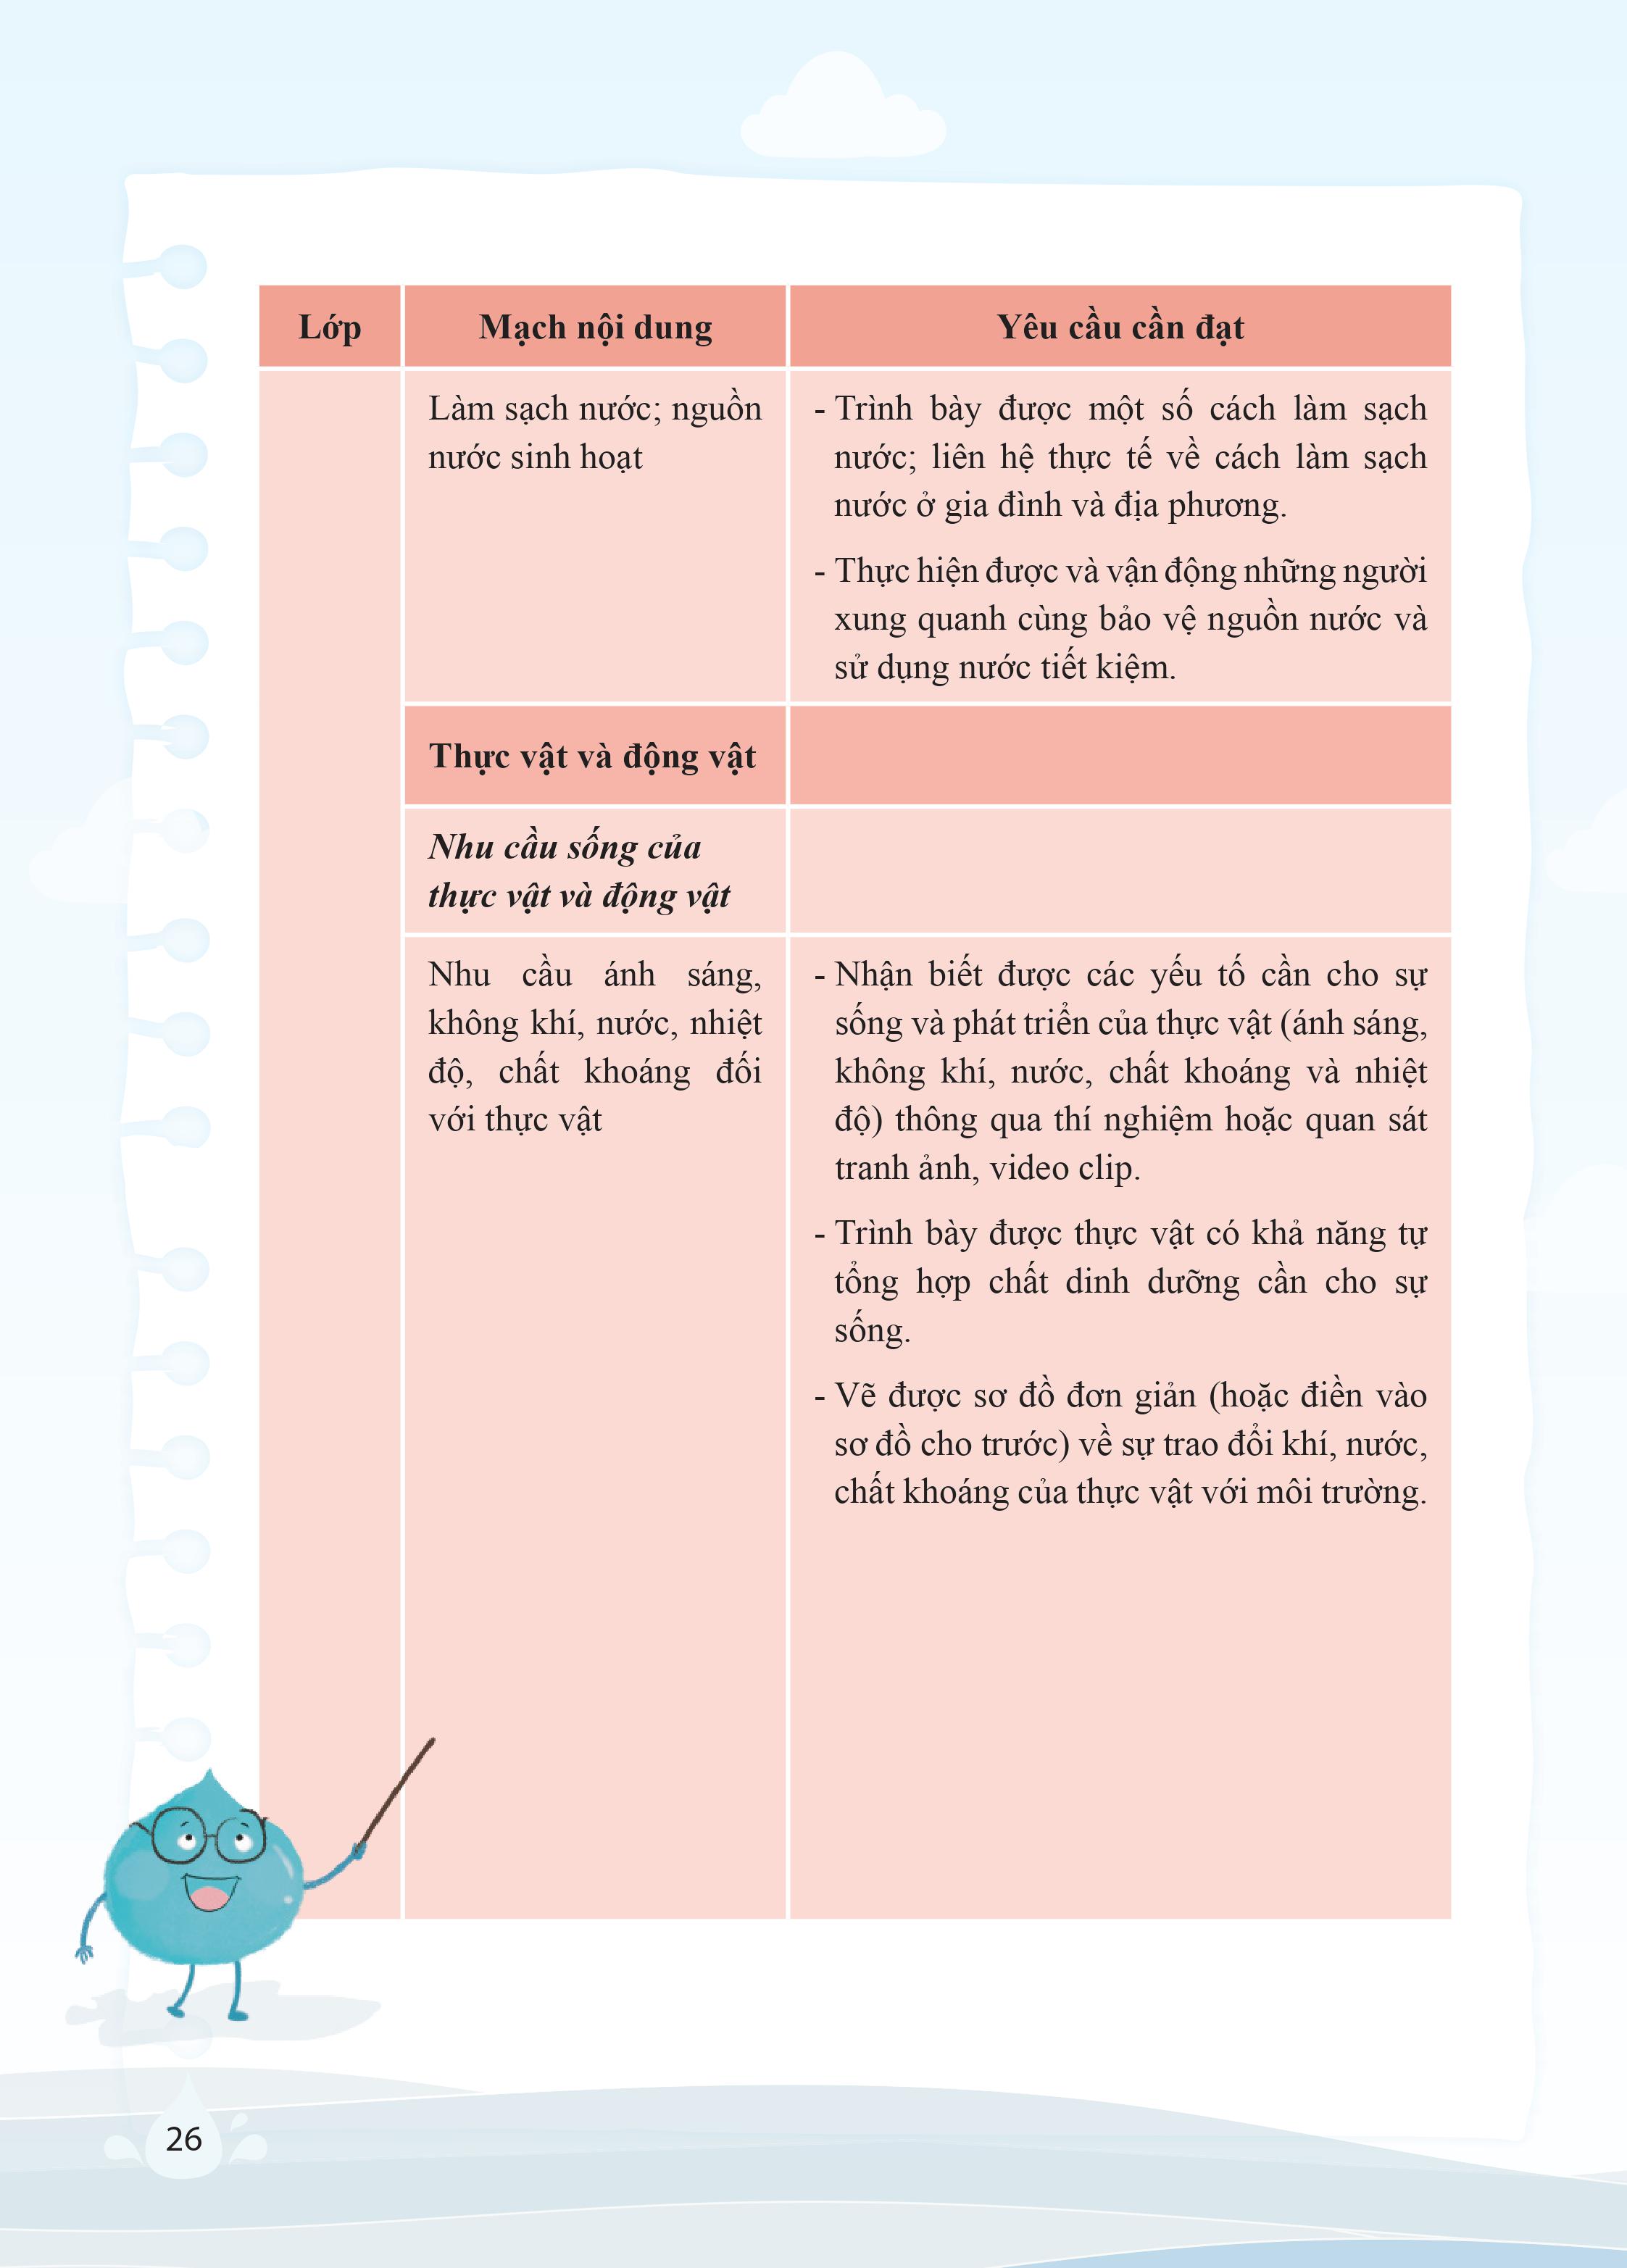 Lớp
Mạch nội dung
Yêu cầu cần đạt
Làm sạch nước; nguồn
nước sinh hoạt
- Trình bày được một số cách làm sạch
nước; liên hệ thực tế về cách làm sạch
nước ở gia đình và địa phương.
- Thực hiện được và vận động những người
xung quanh cùng bảo vệ nguồn nước và
sử dụng nước tiết kiệm.
Thực vật và động vật
Nhu cầu sống của
thực vật và động vật
Nhu cầu ánh sáng,
không khí, nước, nhiệt
độ, chất khoáng đối
với thực vật
- Nhận biết được các yếu tố cần cho sự
sống và phát triển của thực vật (ánh sáng,
không khí, nước, chất khoáng và nhiệt
độ) thông qua thí nghiệm hoặc quan sát
tranh ảnh, video clip.
- Trình bày được thực vật có khả năng tự
tổng hợp chất dinh dưỡng cần cho sự
sống.
- Vẽ được sơ đồ đơn giản (hoặc điền vào
sơ đồ cho trước) về sự trao đổi khí, nước,
chất khoáng của thực vật với môi trường.
26